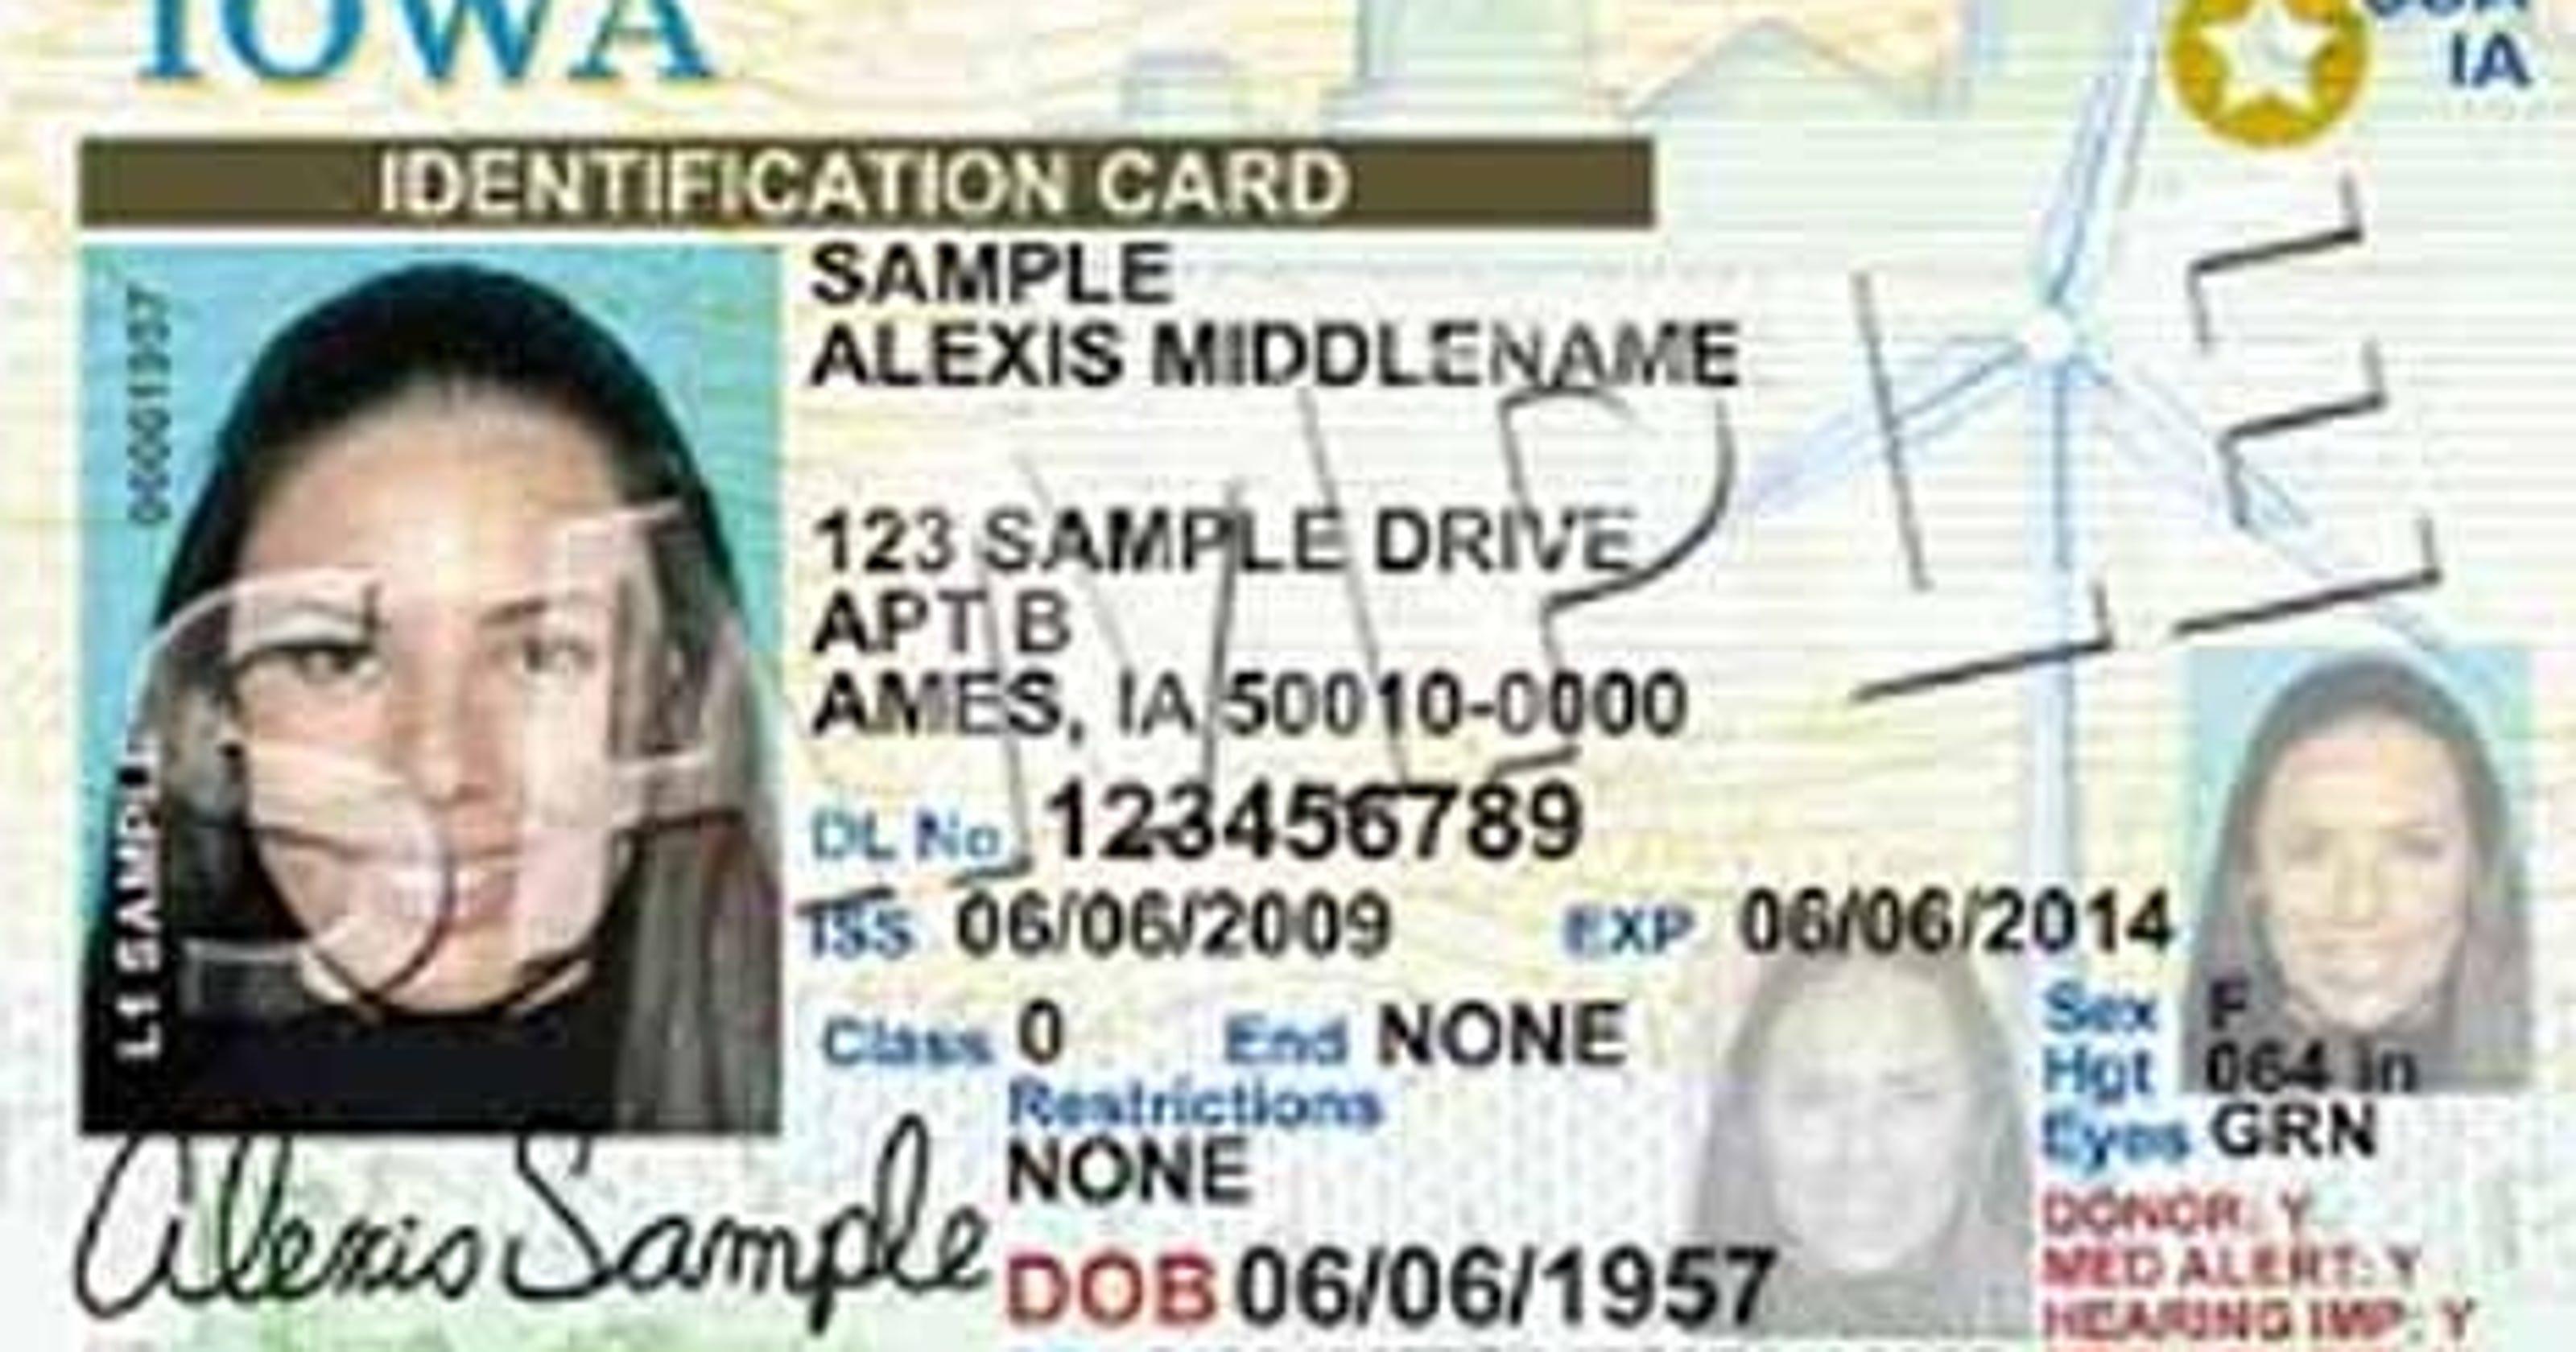 IOWA
IA
IDENTIFICATION CARD
SAMPLE
ALEXIS MIDDLENAME
123 SAMPLE DRIVE
APT B
AMES, IA 50010-0000
DL No. 123456789
ISS 06/06/2009 EXP 06/06/2014
Class 0 End NONE
Restrictions
NONE
DOB 06/06/1957
Sex F
Hgt 064 in
Eyes GRN
DONOR: Y
MED ALERT: Y
HEARING IMP: Y
L1 SAMPLE
Alexis Sample
SAMPLE